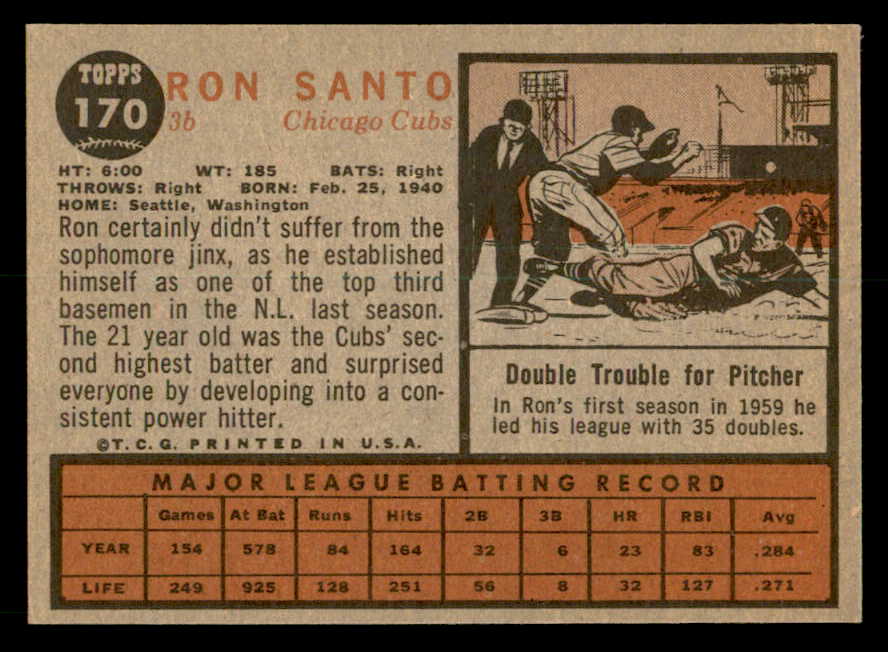 TOPPS
170
RON SANTO
3b Chicago Cubs
HT: 6:00 WT: 185 BATS: Right
THROWS: Right BORN: Feb. 25, 1940
HOME: Seattle, Washington
Ron certainly didn't suffer from the
sophomore jinx, as he established
himself as one of the top third
basemen in the N.L. last season.
The 21 year old was the Cubs' sec-
ond highest batter and surprised
everyone by developing into a con-
sistent power hitter.
©T.C.G. PRINTED IN U.S.A.
Double Trouble for Pitcher
In Ron's first season in 1959 he
led his league with 35 doubles.
MAJOR LEAGUE BATTING RECORD
Games At Bat Runs Hits 2B 3B HR RBI Avg
YEAR 154 578 84 164 32 6 23 83 .284
LIFE 249 925 128 251 56 8 32 127 .271